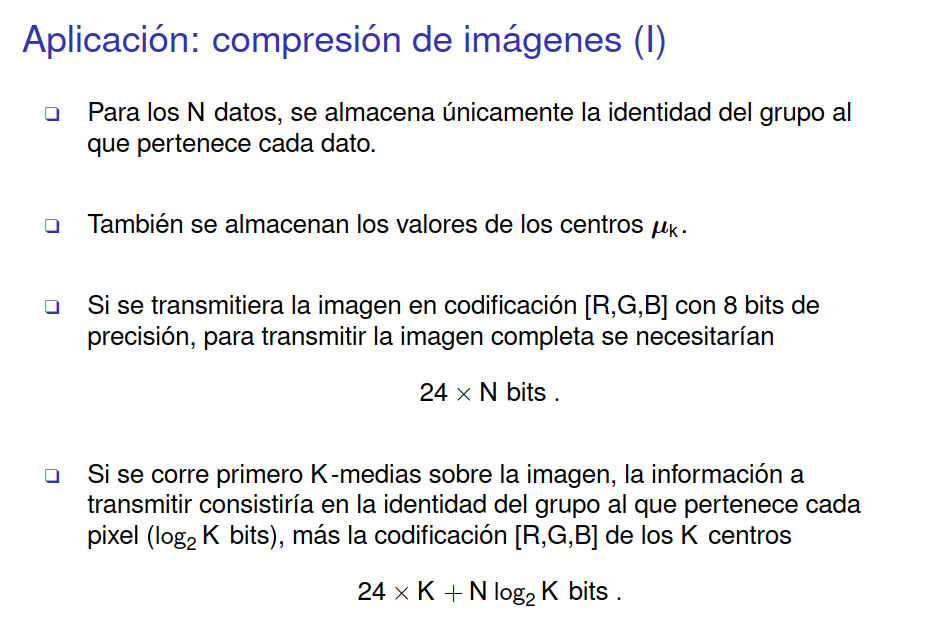 Aplicación: compresión de imágenes (I)
Para los N datos, se almacena únicamente la identidad del grupo al
que pertenece cada dato.
También se almacenan los valores de los centros μk.
Si se transmitiera la imagen en codificación [R,G,B] con 8 bits de
precisión, para transmitir la imagen completa se necesitarían
24 × N bits .
Si se corre primero K-medias sobre la imagen, la información a
transmitir consistiría en la identidad del grupo al que pertenece cada
pixel (log₂ K bits), más la codificación [R,G,B] de los K centros
24 × K + N log₂ K bits .